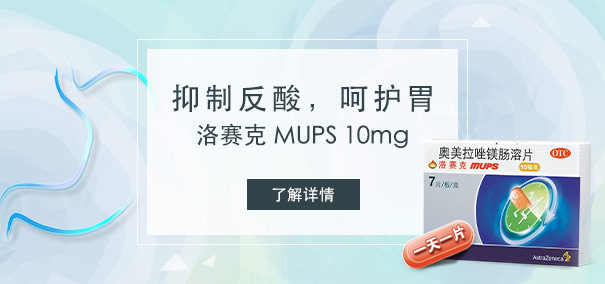 抑制反酸，呵护胃
洛赛克 MUPS 10mg
了解详情
奥美拉唑镁肠溶片
OTC
洛赛克 MUPS
10毫克
7片/板/盒
一天一片
AstraZeneca